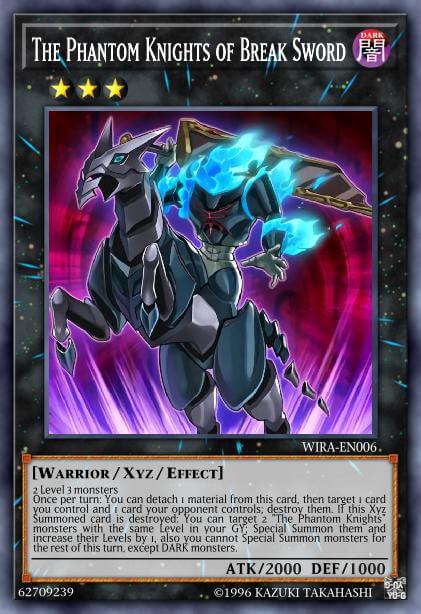 The Phantom Knights of Break Sword
DARK
闇
WIRA-EN006
[Warrior / Xyz / Effect]
2 Level 3 monsters
Once per turn: You can detach 1 material from this card, then target 1 card
you control and 1 card your opponent controls; destroy them. If this Xyz
Summoned card is destroyed: You can target 2 "The Phantom Knights"
monsters with the same Level in your GY; Special Summon them and
increase their Levels by 1, also you cannot Special Summon monsters for
the rest of this turn, except DARK monsters.
ATK/2000 DEF/1000
62709239
©1996 KAZUKI TAKAHASHI